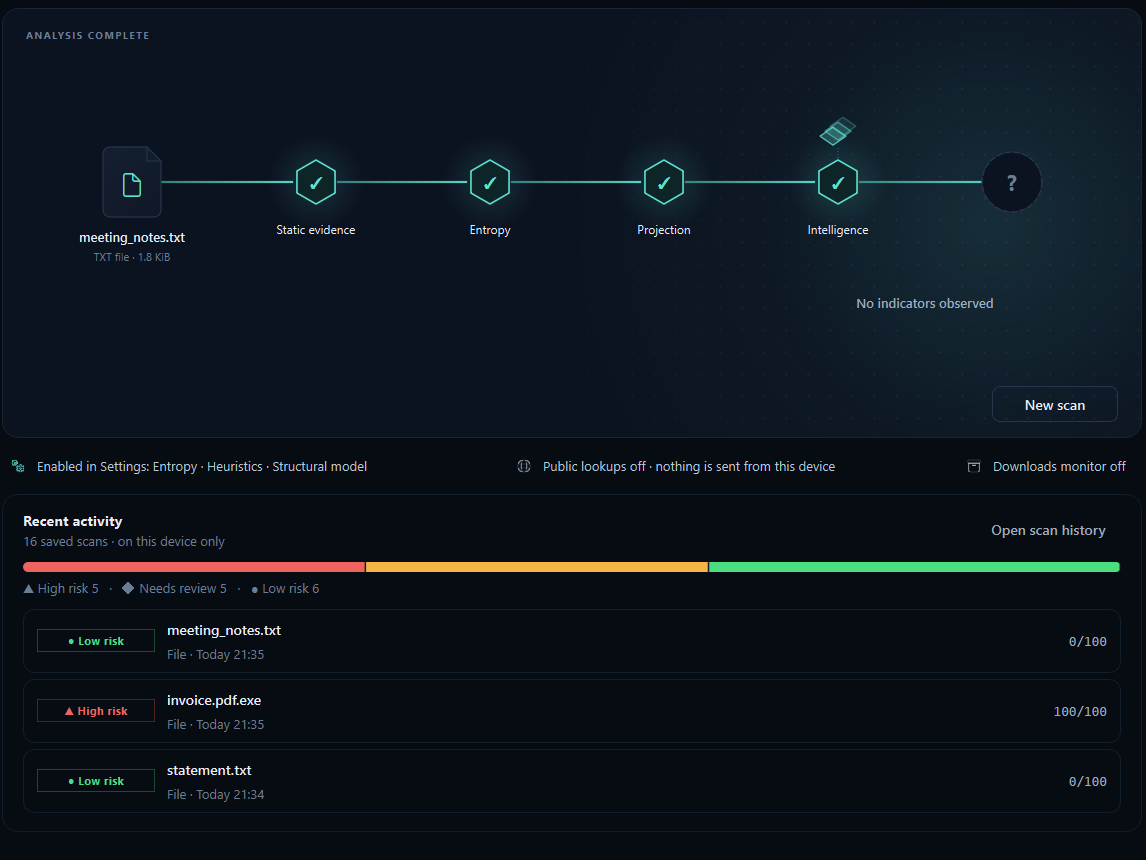 ANALYSIS COMPLETE
?
meeting_notes.txt
TXT file · 1.8 KiB
Static evidence
Entropy
Projection
Intelligence
No indicators observed
New scan
Enabled in Settings: Entropy · Heuristics · Structural model
Public lookups off · nothing is sent from this device
Downloads monitor off
Recent activity
16 saved scans · on this device only
Open scan history
High risk 5 · Needs review 5 · Low risk 6
Low risk
meeting_notes.txt
File · Today 21:35
0/100
High risk
invoice.pdf.exe
File · Today 21:35
100/100
Low risk
statement.txt
File · Today 21:34
0/100